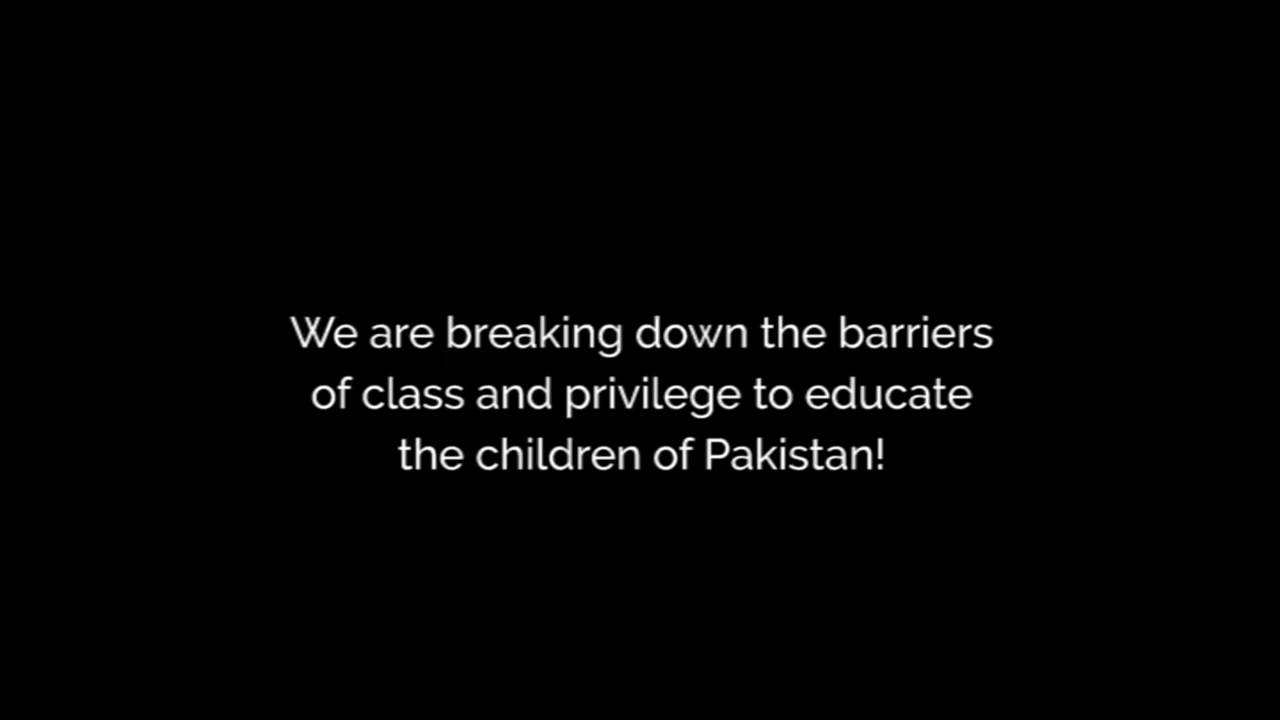 We are breaking down the barriers
of class and privilege to educate
the children of Pakistan!